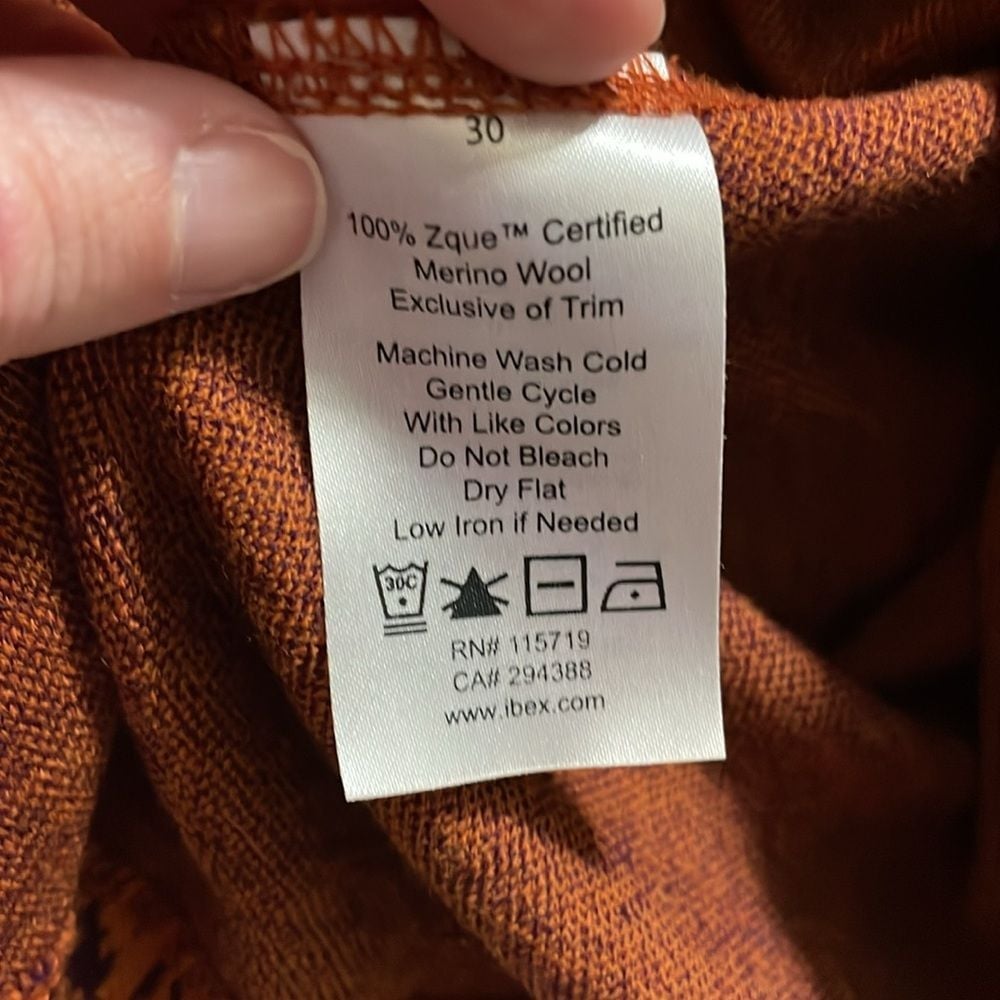 30
100% Zque™ Certified
Merino Wool
Exclusive of Trim
Machine Wash Cold
Gentle Cycle
With Like Colors
Do Not Bleach
Dry Flat
Low Iron if Needed
30C
RN# 115719
CA# 294388
www.ibex.com